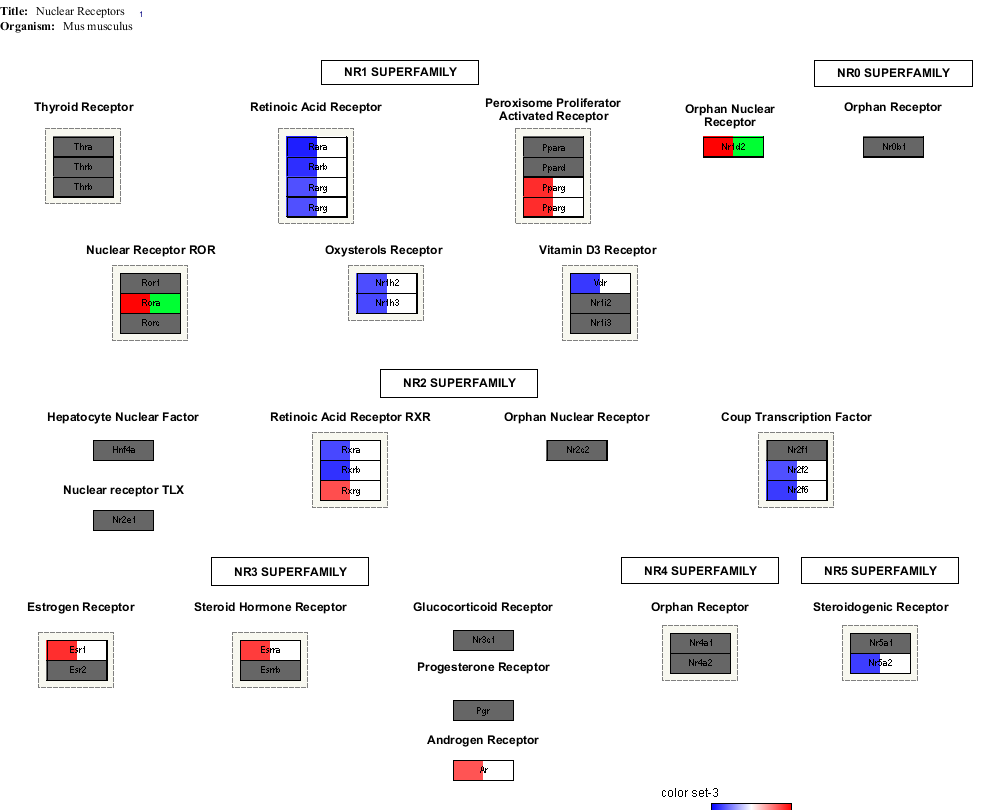 Title: Nuclear Receptors 1
Organism: Mus musculus
NR1 SUPERFAMILY
NR0 SUPERFAMILY
Thyroid Receptor
Thra
Thrb
Thrb
Retinoic Acid Receptor
Rara
Rarb
Rarg
Rarg
Peroxisome Proliferator
Activated Receptor
Ppara
Ppard
Pparg
Pparg
Orphan Nuclear
Receptor
Nr1d2
Orphan Receptor
Nr0b1
Nuclear Receptor ROR
Ror1
Rora
Rorc
Oxysterols Receptor
Nr1h2
Nr1h3
Vitamin D3 Receptor
Vdr
Nr1i2
Nr1i3
NR2 SUPERFAMILY
Hepatocyte Nuclear Factor
Hnf4a
Nuclear receptor TLX
Nr2e1
Retinoic Acid Receptor RXR
Rxra
Rxrb
Rxrg
Orphan Nuclear Receptor
Nr2c2
Coup Transcription Factor
Nr2f1
Nr2f2
Nr2f6
NR3 SUPERFAMILY
NR4 SUPERFAMILY
NR5 SUPERFAMILY
Estrogen Receptor
Esr1
Esr2
Steroid Hormone Receptor
Esrra
Esrrb
Glucocorticoid Receptor
Nr3c1
Progesterone Receptor
Pgr
Androgen Receptor
Ar
Orphan Receptor
Nr4a1
Nr4a2
Steroidogenic Receptor
Nr5a1
Nr5a2
color set-3